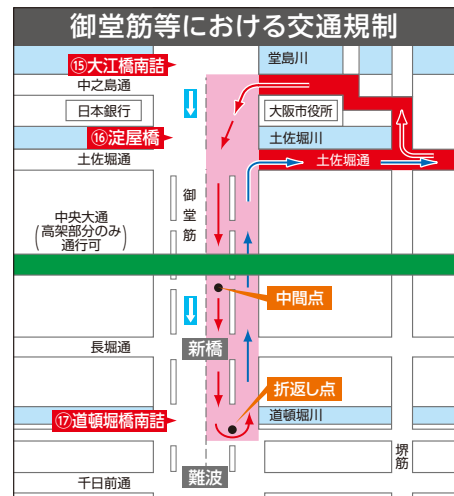 御堂筋等における交通規制
堂島川
⑮大江橋南詰
中之島通
日本銀行
大阪市役所
⑯淀屋橋
土佐堀川
土佐堀通
土佐堀通
御堂筋
中央大通
(高架部分のみ
通行可)
中間点
長堀通
新橋
折返し点
⑰道頓堀橋南詰
道頓堀川
堺筋
難波
千日前通